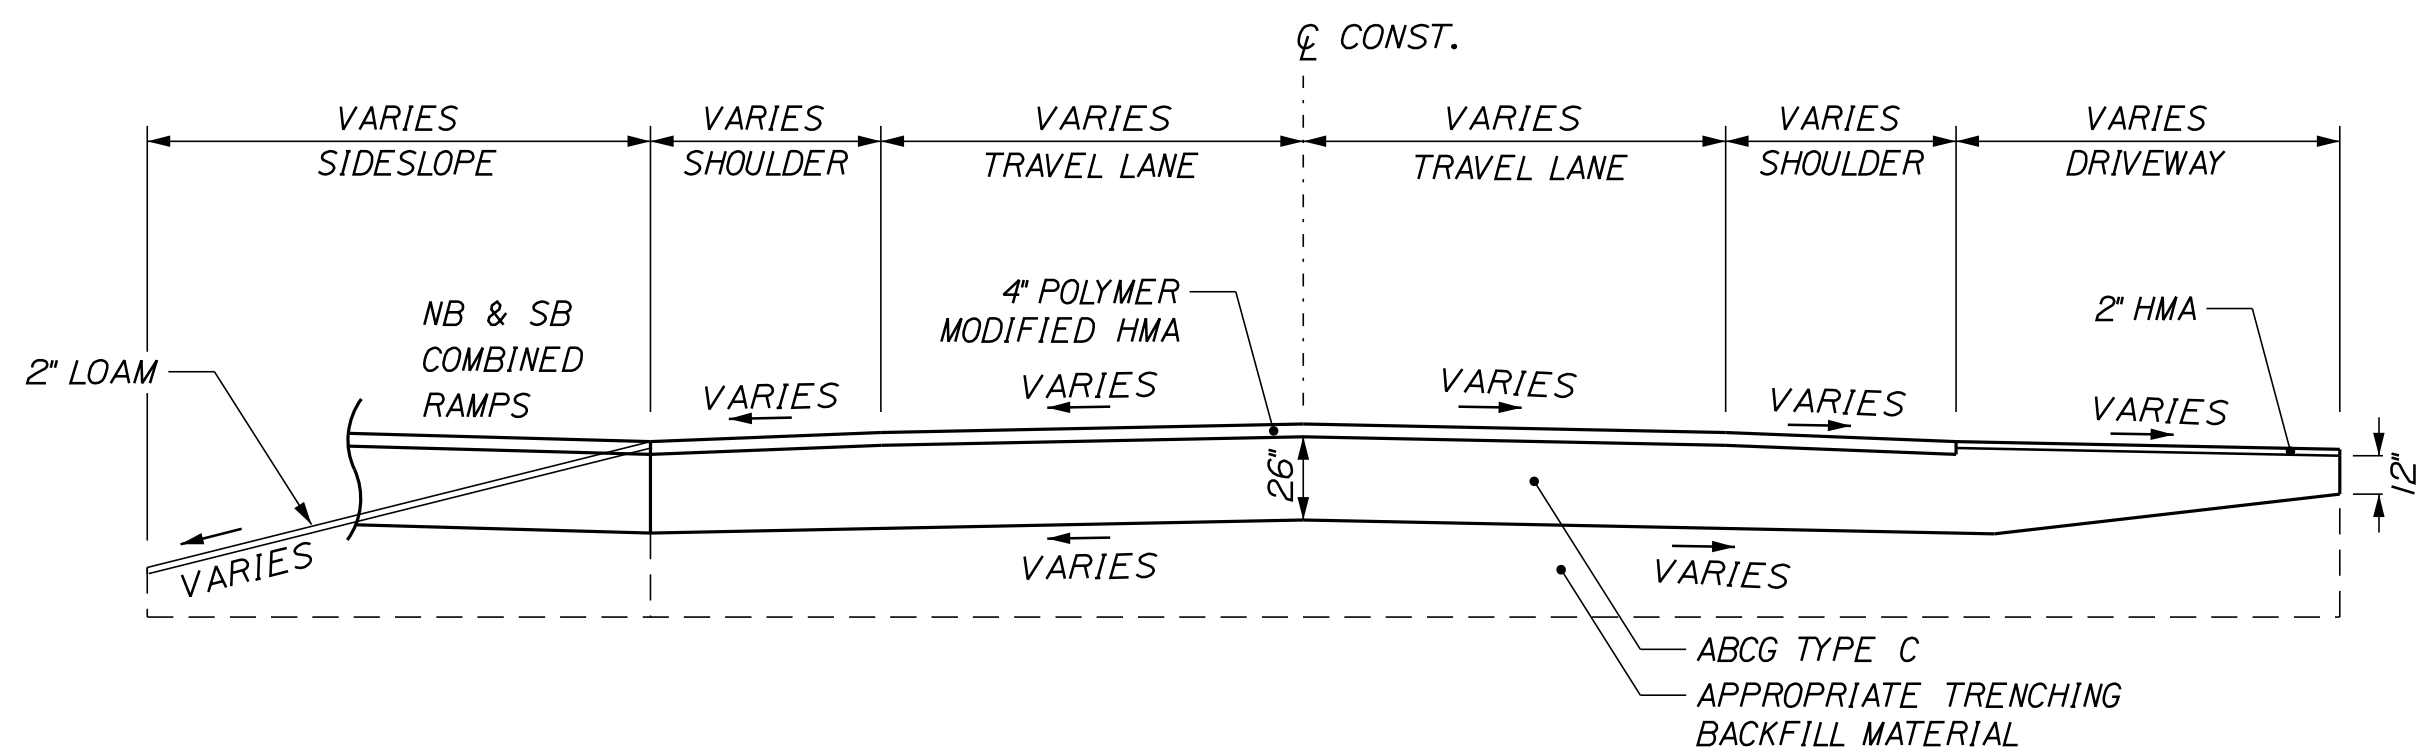 ℄ CONST.
VARIES VARIES VARIES VARIES VARIES VARIES
SIDESLOPE SHOULDER TRAVEL LANE TRAVEL LANE SHOULDER DRIVEWAY
NB & SB
COMBINED
RAMPS
4" POLYMER
MODIFIED HMA
2" HMA
2" LOAM
VARIES
VARIES
VARIES
VARIES
VARIES
26"
12"
VARIES
VARIES
VARIES
ABCG TYPE C
APPROPRIATE TRENCHING
BACKFILL MATERIAL